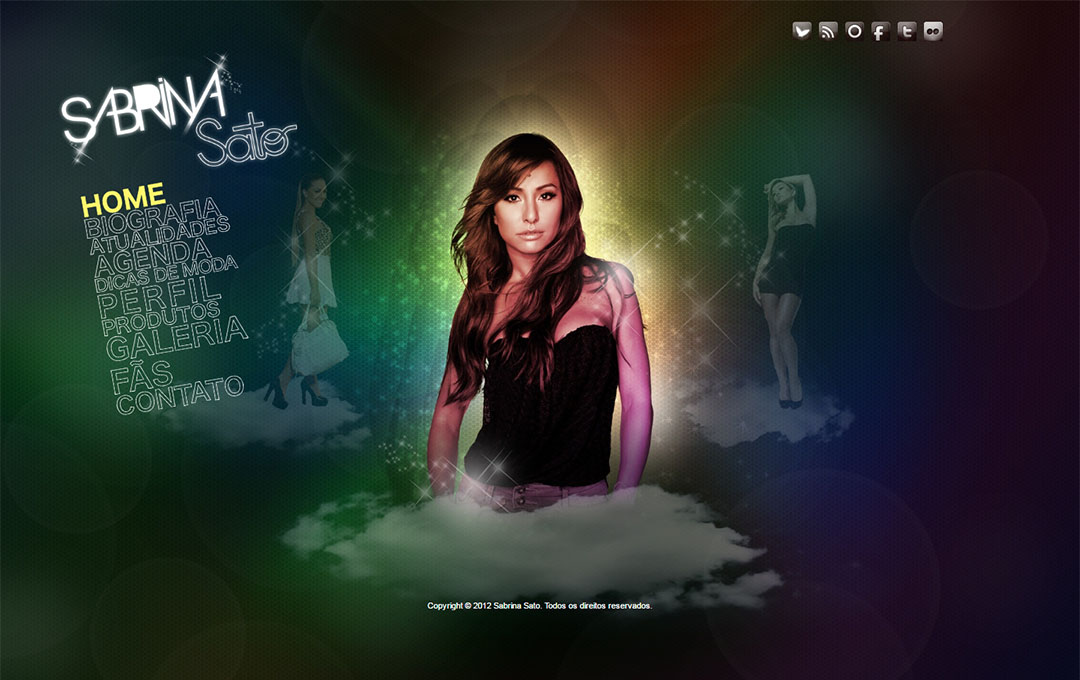 SABRINA
Sato
HOME
BIOGRAFIA
ATUALIDADES
AGENDA
DICAS DE MODA
PERFIL
PRODUTOS
GALERIA
FÃS
CONTATO
Copyright © 2012 Sabrina Sato. Todos os direitos reservados.